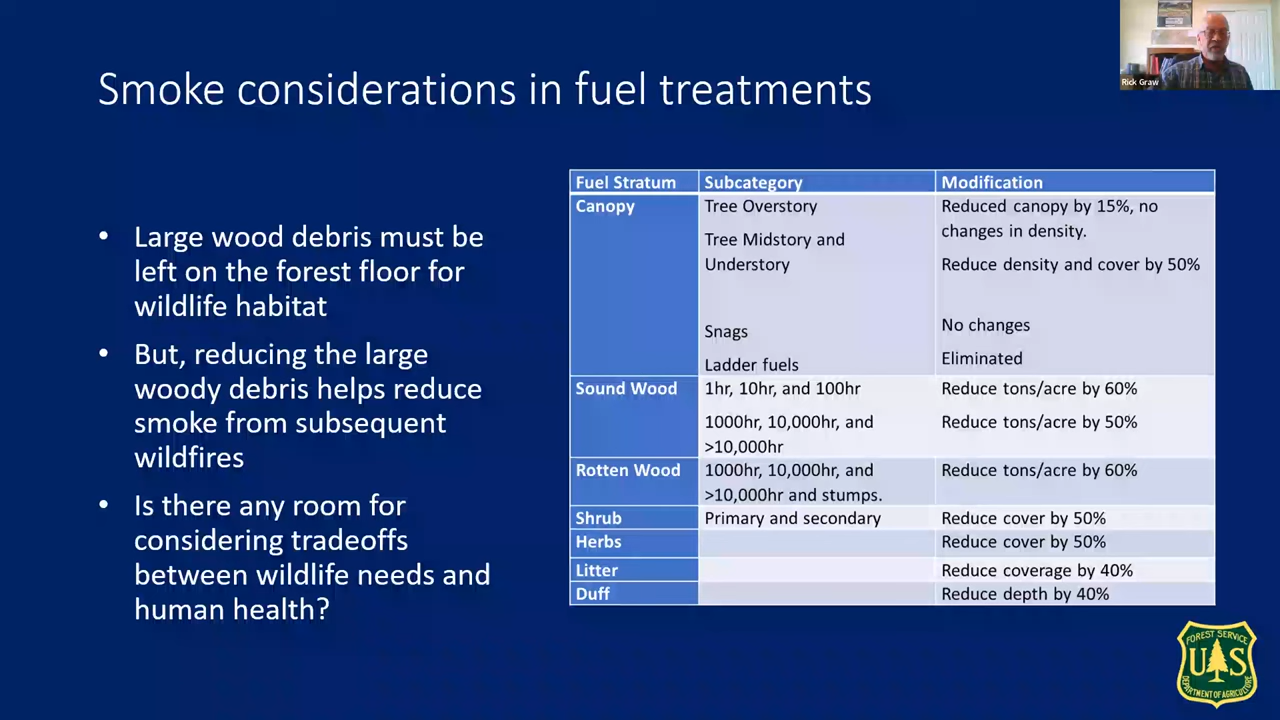 Rick Graw
Smoke considerations in fuel treatments
• Large wood debris must be
left on the forest floor for
wildlife habitat
• But, reducing the large
woody debris helps reduce
smoke from subsequent
wildfires
• Is there any room for
considering tradeoffs
between wildlife needs and
human health?
Fuel Stratum Subcategory Modification
Canopy Tree Overstory Reduced canopy by 15%, no
changes in density.
Tree Midstory and
Understory Reduce density and cover by 50%
Snags No changes
Ladder fuels Eliminated
Sound Wood 1hr, 10hr, and 100hr Reduce tons/acre by 60%
1000hr, 10,000hr, and Reduce tons/acre by 50%
>10,000hr
Rotten Wood 1000hr, 10,000hr, and Reduce tons/acre by 60%
>10,000hr and stumps.
Shrub Primary and secondary Reduce cover by 50%
Herbs Reduce cover by 50%
Litter Reduce coverage by 40%
Duff Reduce depth by 40%
FOREST SERVICE
U S
DEPARTMENT OF AGRICULTURE